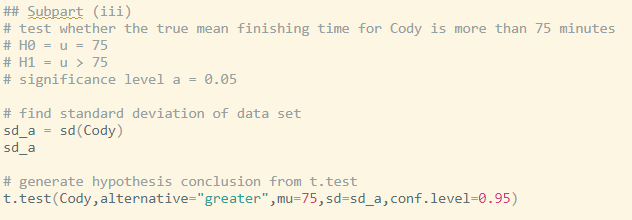 ## Subpart (iii)
# test whether the true mean finishing time for Cody is more than 75 minutes
# H0 = u = 75
# H1 = u > 75
# significance level a = 0.05
# find standard deviation of data set
sd_a = sd(Cody)
sd_a
# generate hypothesis conclusion from t.test
t.test(Cody,alternative="greater",mu=75,sd=sd_a,conf.level=0.95)